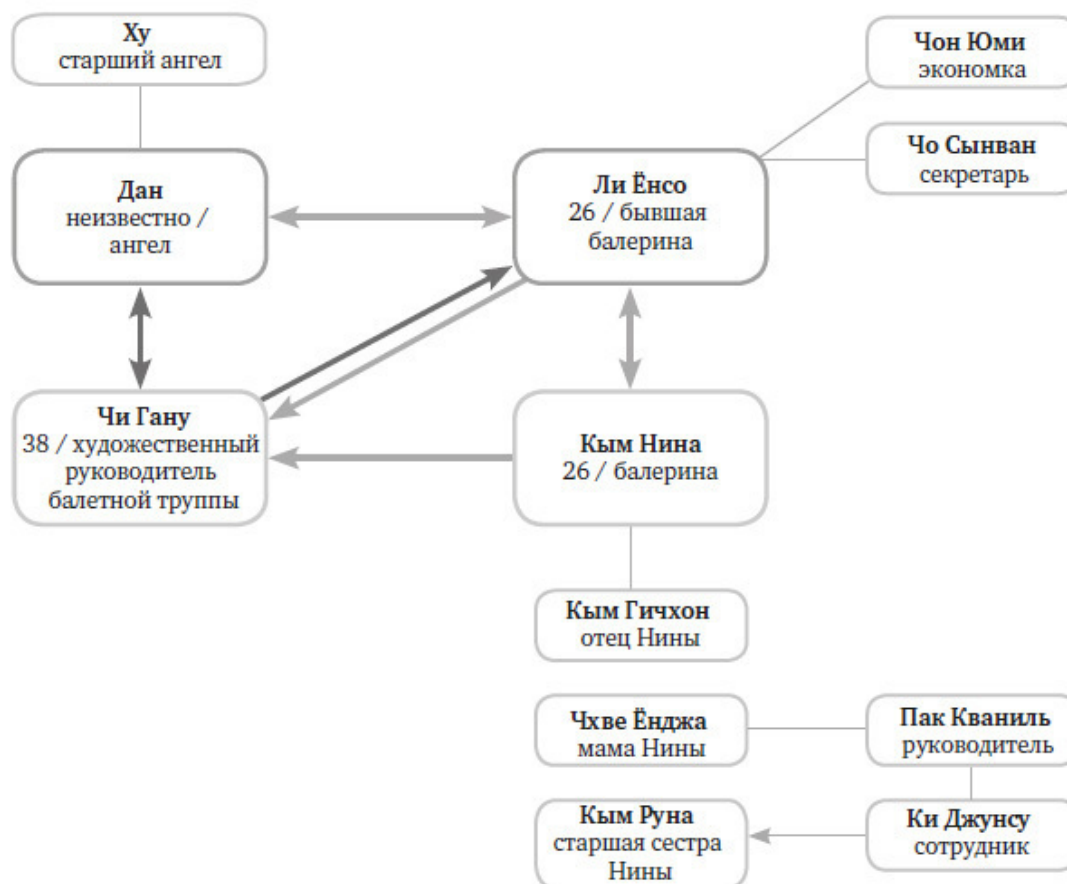 Ху
старший ангел
Чон Юми
экономка
Чо Сынван
секретарь
Дан
неизвестно /
ангел
Ли Ёнсо
26 / бывшая
балерина
Чи Гану
38 / художественный
руководитель
балетной труппы
Кым Нина
26 / балерина
Кым Гичхон
отец Нины
Чхве Ёнджа
мама Нины
Пак Кваниль
руководитель
Кым Руна
старшая сестра
Нины
Ки Джунсу
сотрудник